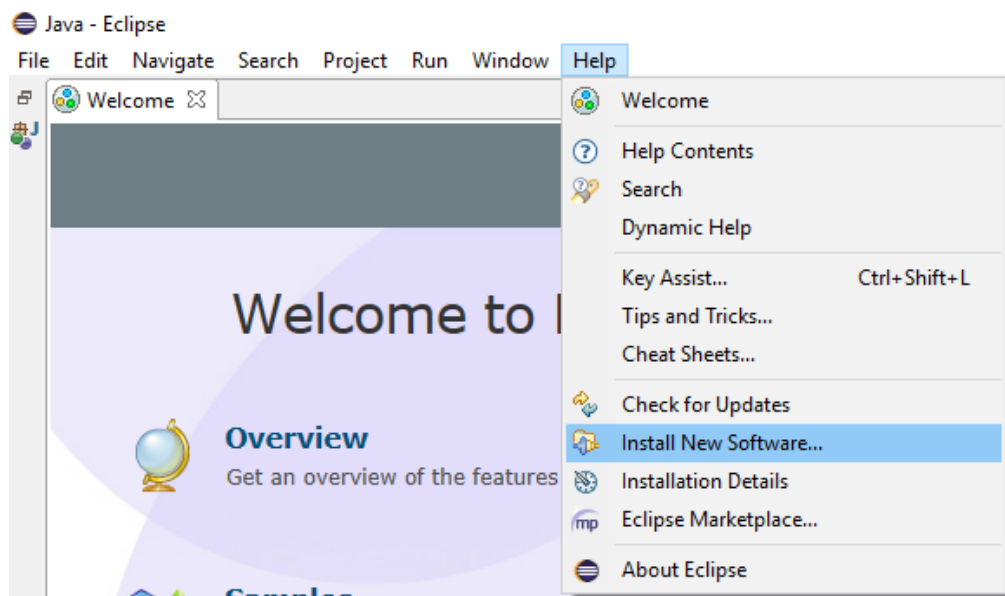 Java - Eclipse
File Edit Navigate Search Project Run Window Help
Welcome
Welcome to
Overview
Get an overview of the features
Samples
Welcome
Help Contents
Search
Dynamic Help
Key Assist... Ctrl+Shift+L
Tips and Tricks...
Cheat Sheets...
Check for Updates
Install New Software...
Installation Details
mp Eclipse Marketplace...
About Eclipse